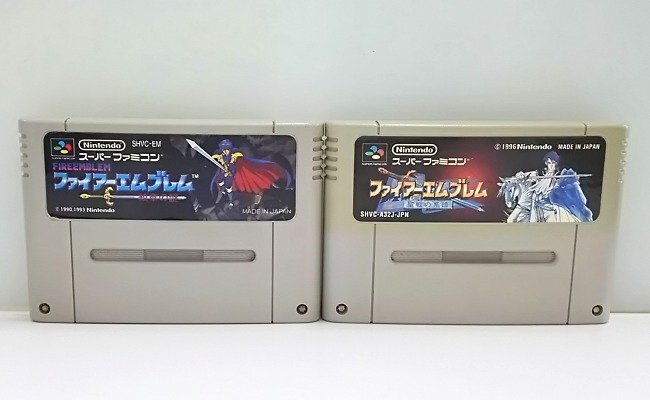 Nintendo SHVC-EM
スーパーファミコン
FIREEMBLEM
ファイアーエムブレム™
© 1990,1993 Nintendo
MADE IN JAPAN
Nintendo
スーパーファミコン
© 1996 Nintendo MADE IN JAPAN
ファイアーエムブレム
聖戦の系譜
SHVC-A32J-JPN